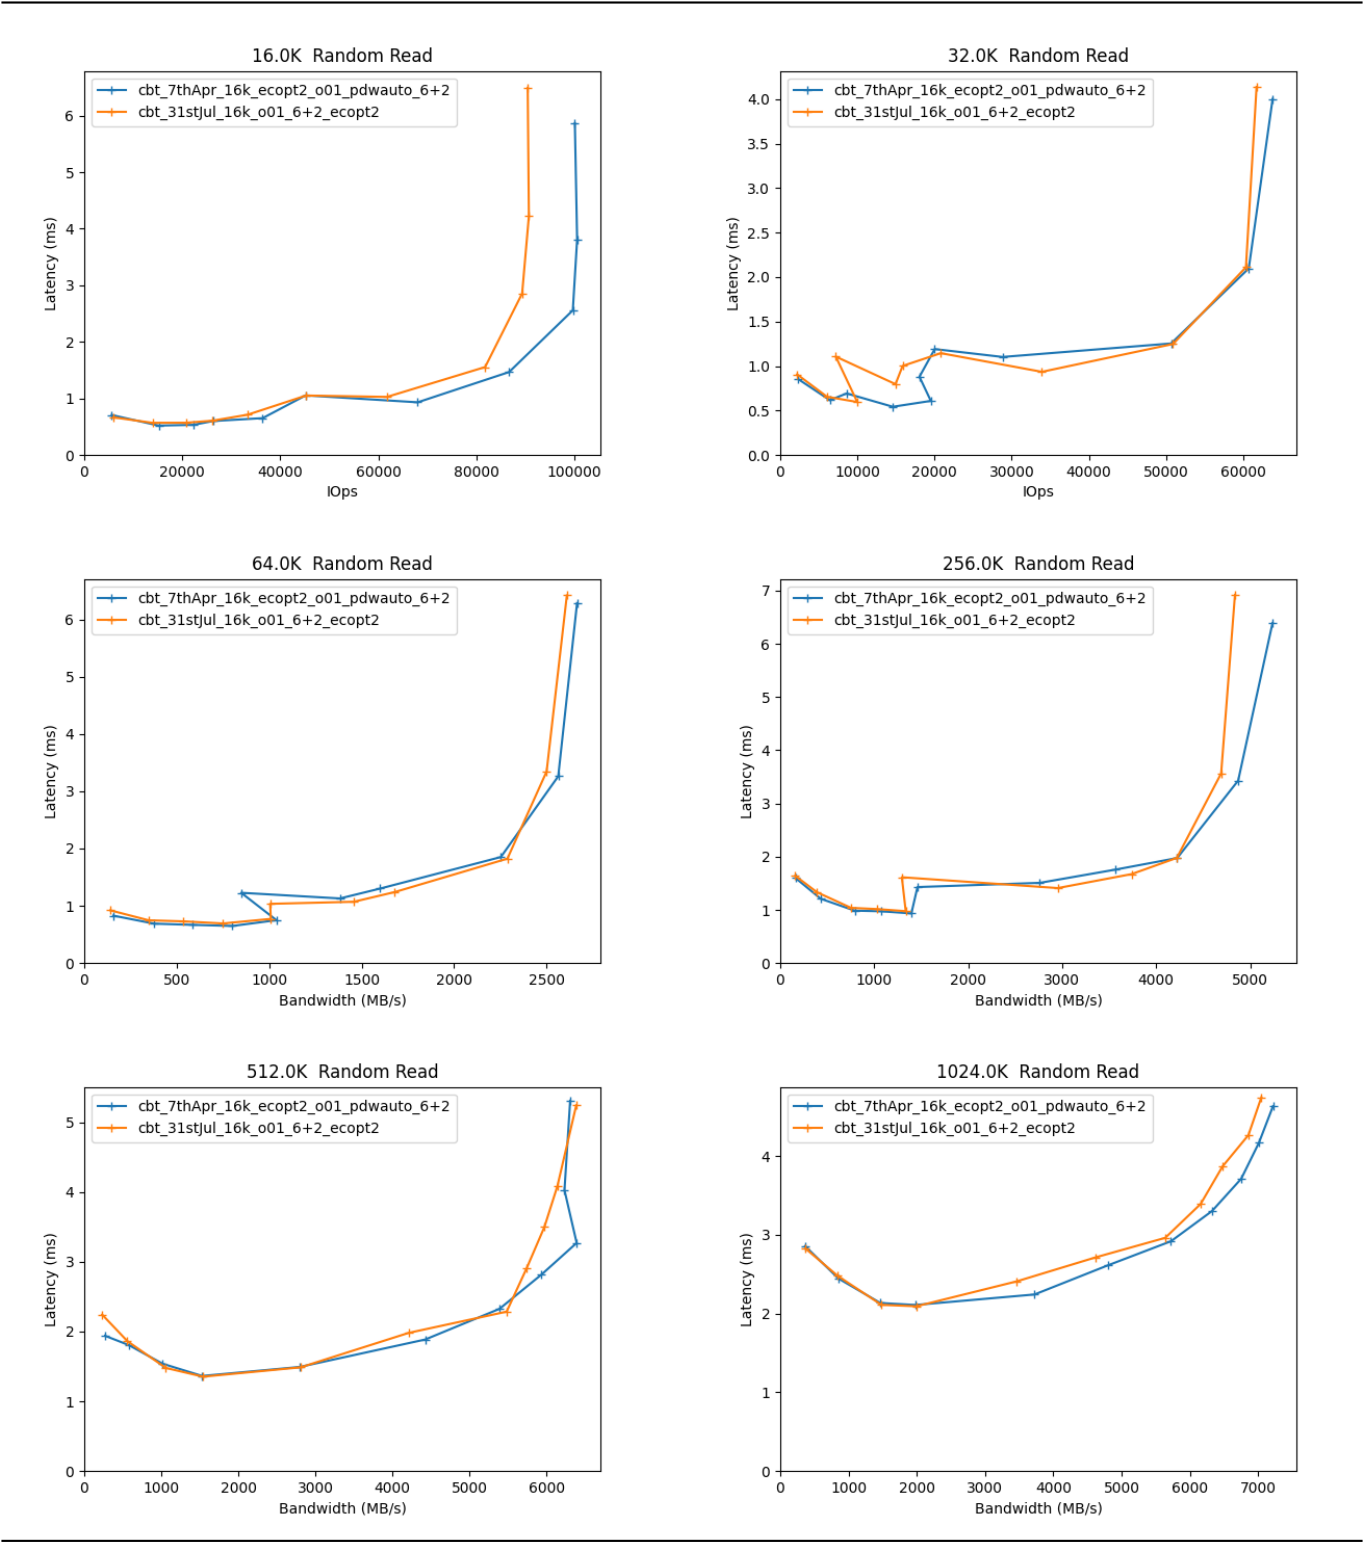 16.0K  Random Read
cbt_7thApr_16k_ecopt2_o01_pdwauto_6+2
cbt_31stJul_16k_o01_6+2_ecopt2
Latency (ms)
6
5
4
3
2
1
0
0 20000 40000 60000 80000 100000
IOps
32.0K  Random Read
cbt_7thApr_16k_ecopt2_o01_pdwauto_6+2
cbt_31stJul_16k_o01_6+2_ecopt2
Latency (ms)
4.0
3.5
3.0
2.5
2.0
1.5
1.0
0.5
0.0
0 10000 20000 30000 40000 50000 60000
IOps
64.0K  Random Read
cbt_7thApr_16k_ecopt2_o01_pdwauto_6+2
cbt_31stJul_16k_o01_6+2_ecopt2
Latency (ms)
6
5
4
3
2
1
0
0 500 1000 1500 2000 2500
Bandwidth (MB/s)
256.0K  Random Read
cbt_7thApr_16k_ecopt2_o01_pdwauto_6+2
cbt_31stJul_16k_o01_6+2_ecopt2
Latency (ms)
7
6
5
4
3
2
1
0
0 1000 2000 3000 4000 5000
Bandwidth (MB/s)
512.0K  Random Read
cbt_7thApr_16k_ecopt2_o01_pdwauto_6+2
cbt_31stJul_16k_o01_6+2_ecopt2
Latency (ms)
5
4
3
2
1
0
0 1000 2000 3000 4000 5000 6000
Bandwidth (MB/s)
1024.0K  Random Read
cbt_7thApr_16k_ecopt2_o01_pdwauto_6+2
cbt_31stJul_16k_o01_6+2_ecopt2
Latency (ms)
4
3
2
1
0
0 1000 2000 3000 4000 5000 6000 7000
Bandwidth (MB/s)